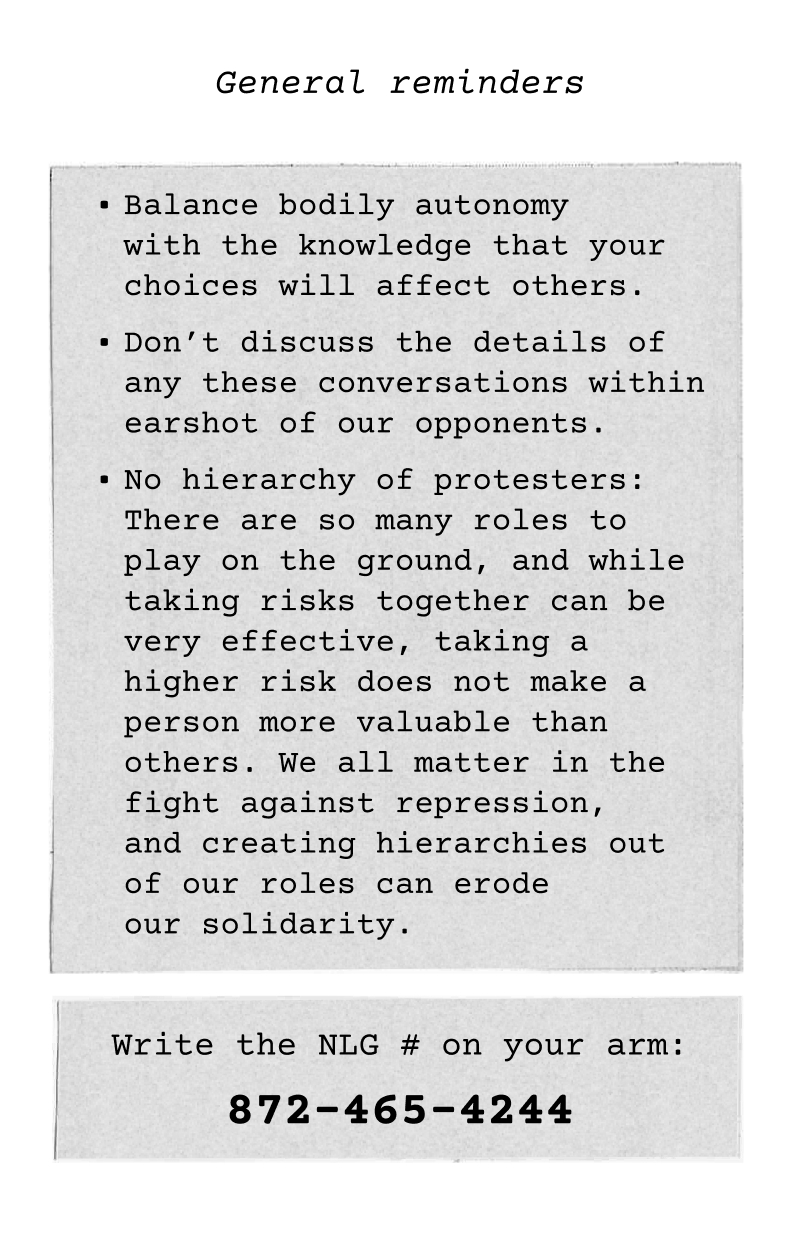 General reminders
▪ Balance bodily autonomy
with the knowledge that your
choices will affect others.
▪ Don’t discuss the details of
any these conversations within
earshot of our opponents.
▪ No hierarchy of protesters:
There are so many roles to
play on the ground, and while
taking risks together can be
very effective, taking a
higher risk does not make a
person more valuable than
others. We all matter in the
fight against repression,
and creating hierarchies out
of our roles can erode
our solidarity.
Write the NLG # on your arm:
872-465-4244